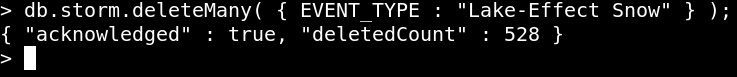 > db.storm.deleteMany( { EVENT_TYPE : "Lake-Effect Snow" } );
{ "acknowledged" : true, "deletedCount" : 528 }
>